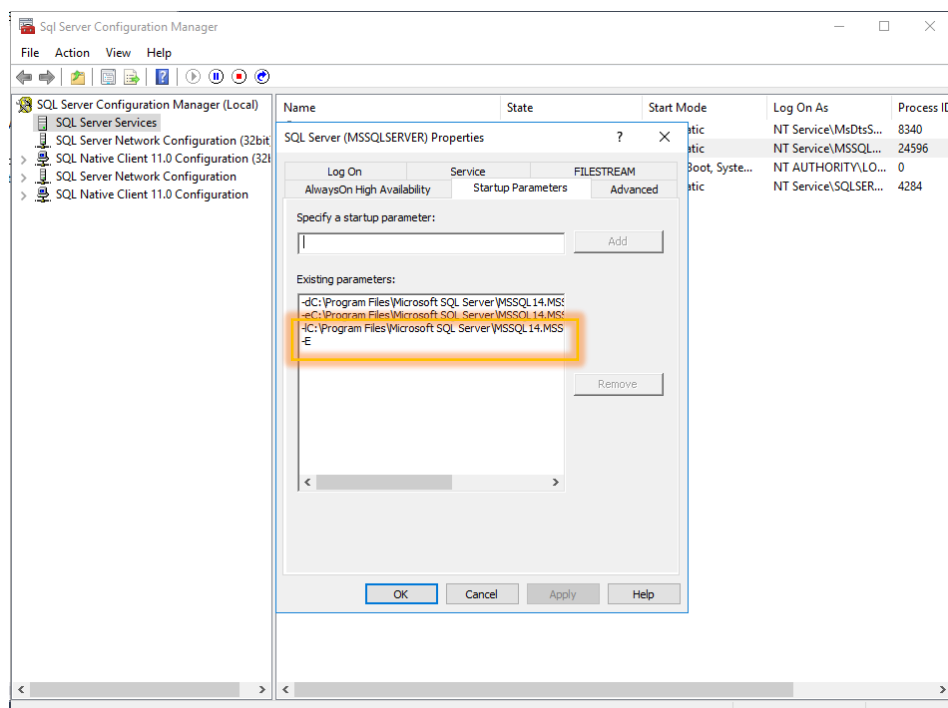 Sql Server Configuration Manager
File Action View Help
SQL Server Configuration Manager (Local)
SQL Server Services
SQL Server Network Configuration (32bit
SQL Native Client 11.0 Configuration (32b
SQL Server Network Configuration
SQL Native Client 11.0 Configuration
Name State Start Mode Log On As Process ID
atic NT Service\MsDtsS... 8340
atic NT Service\MSSQL... 24596
Boot, Syste... NT AUTHORITY\LO... 0
atic NT Service\SQLSER... 4284
SQL Server (MSSQLSERVER) Properties ?
Log On Service FILESTREAM
AlwaysOn High Availability Startup Parameters Advanced
Specify a startup parameter:
Add
Existing parameters:
-dC:\Program Files\Microsoft SQL Server\MSSQL14.MSS
-eC:\Program Files\Microsoft SQL Server\MSSQL14.MSS
-lC:\Program Files\Microsoft SQL Server\MSSQL14.MSS
-E
Remove
OK Cancel Apply Help